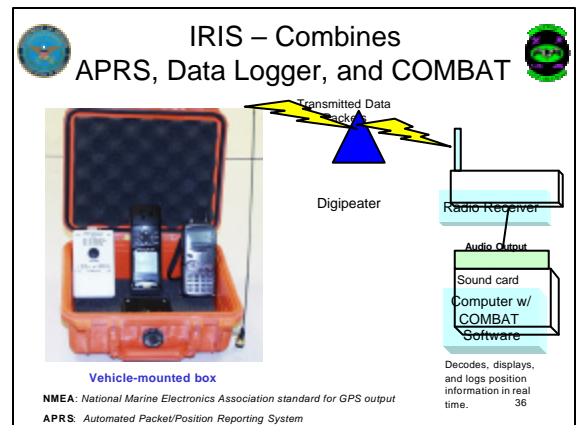 IRIS – Combines
APRS, Data Logger, and COMBAT
Transmitted Data
Packets
Digipeater
Radio Receiver
Audio Output
Sound card
Computer w/
COMBAT
Software
Decodes, displays,
and logs position
information in real
time.
36
Vehicle-mounted box
NMEA: National Marine Electronics Association standard for GPS output
APRS: Automated Packet/Position Reporting System